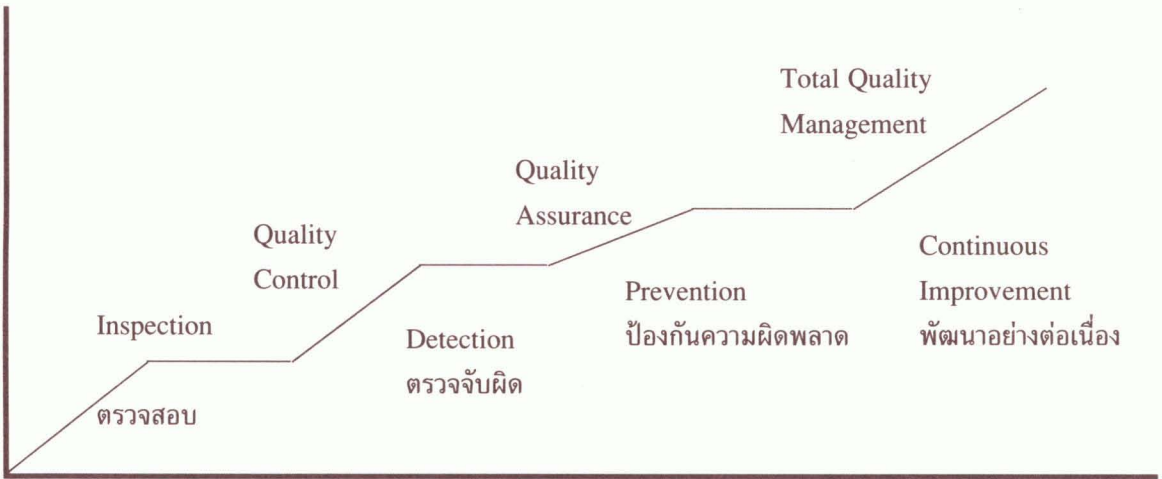 Total Quality
Management
Quality
Assurance
Quality
Control
Continuous
Improvement
พัฒนาอย่างต่อเนื่อง
Prevention
ป้องกันความผิดพลาด
Inspection
Detection
ตรวจจับผิด
ตรวจสอบ